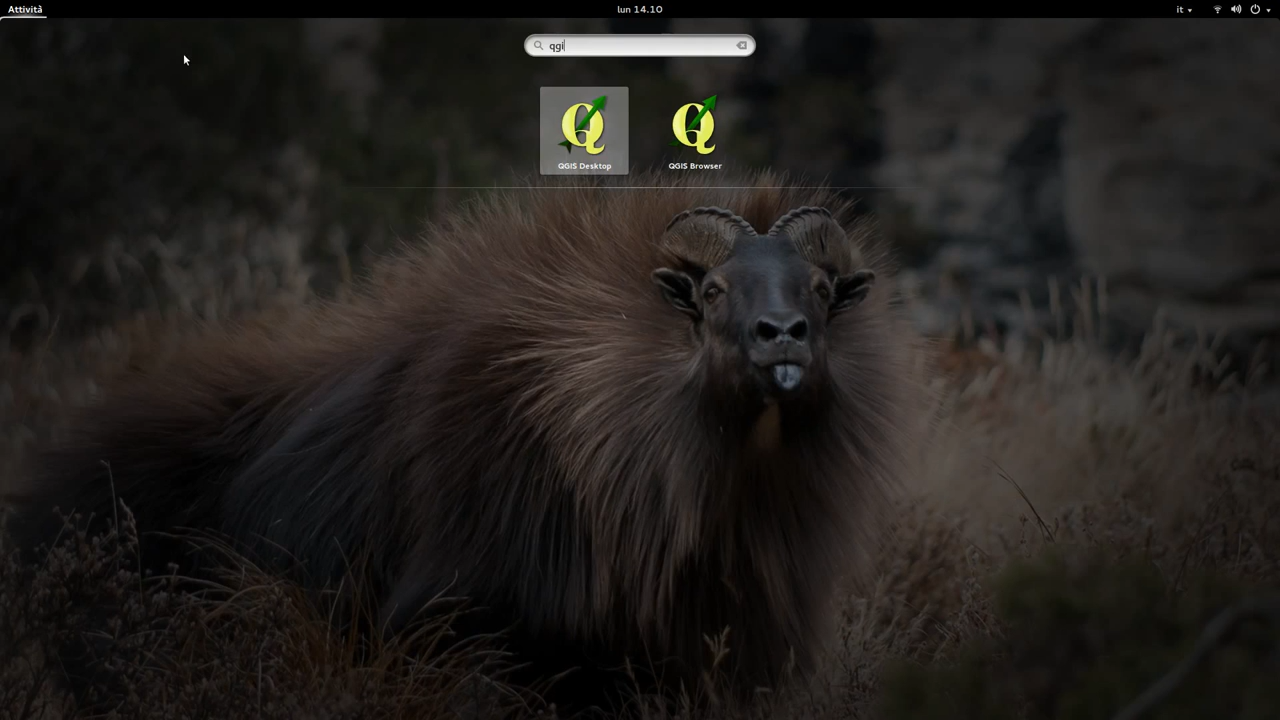 Attività
lun 14.10
it
qgi
QGIS Desktop
QGIS Browser